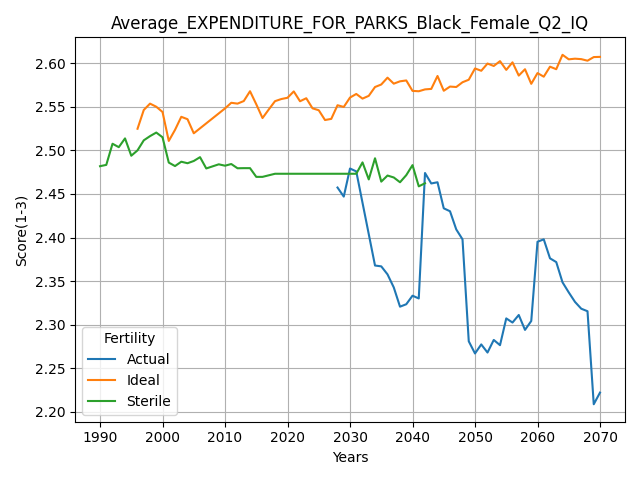 Average_EXPENDITURE_FOR_PARKS_Black_Female_Q2_IQ
Score(1-3)
2.60
2.55
2.50
2.45
2.40
2.35
2.30
2.25
2.20
Fertility
Actual
Ideal
Sterile
1990 2000 2010 2020 2030 2040 2050 2060 2070
Years